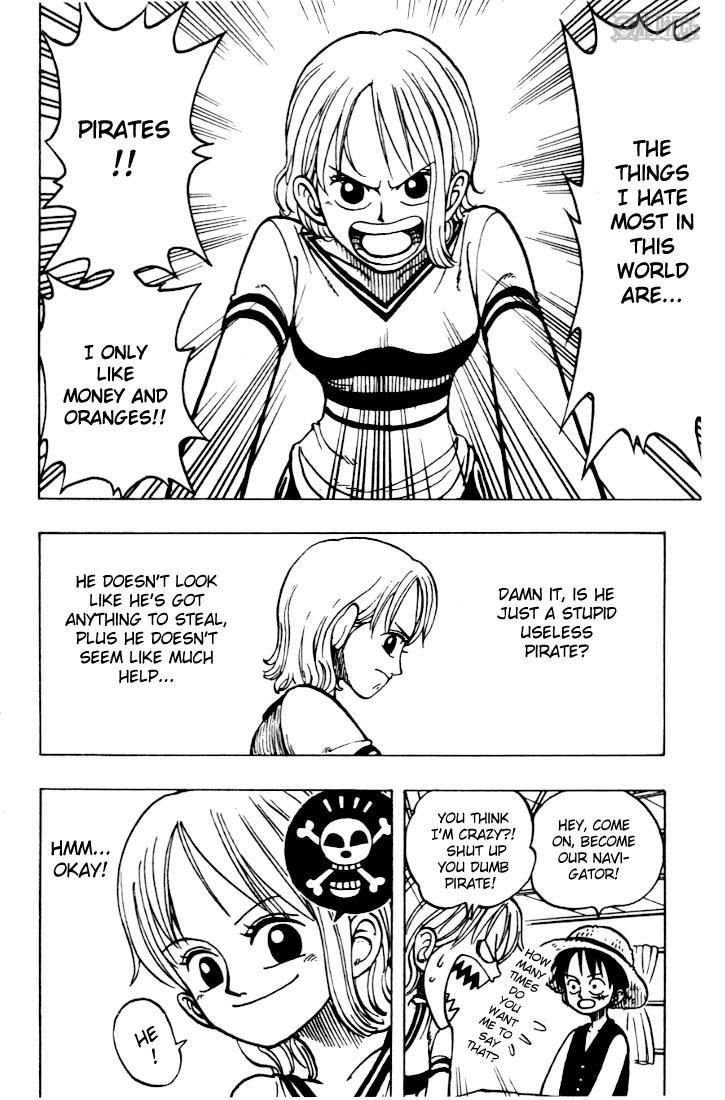 THE
THINGS
I HATE
MOST IN
THIS
WORLD
ARE...
PIRATES
!!
I ONLY
LIKE
MONEY AND
ORANGES!!
DAMN IT, IS HE
JUST A STUPID
USELESS
PIRATE?
HE DOESN'T LOOK
LIKE HE'S GOT
ANYTHING TO STEAL,
PLUS HE DOESN'T
SEEM LIKE MUCH
HELP...
HEY, COME
ON, BECOME
OUR NAVI-
GATOR!
YOU THINK
I'M CRAZY?!
SHUT UP
YOU DUMB
PIRATE!
HOW
MANY
TIMES
DO
YOU
WANT
ME TO
SAY
THAT?
HMM...
OKAY!
HE
!